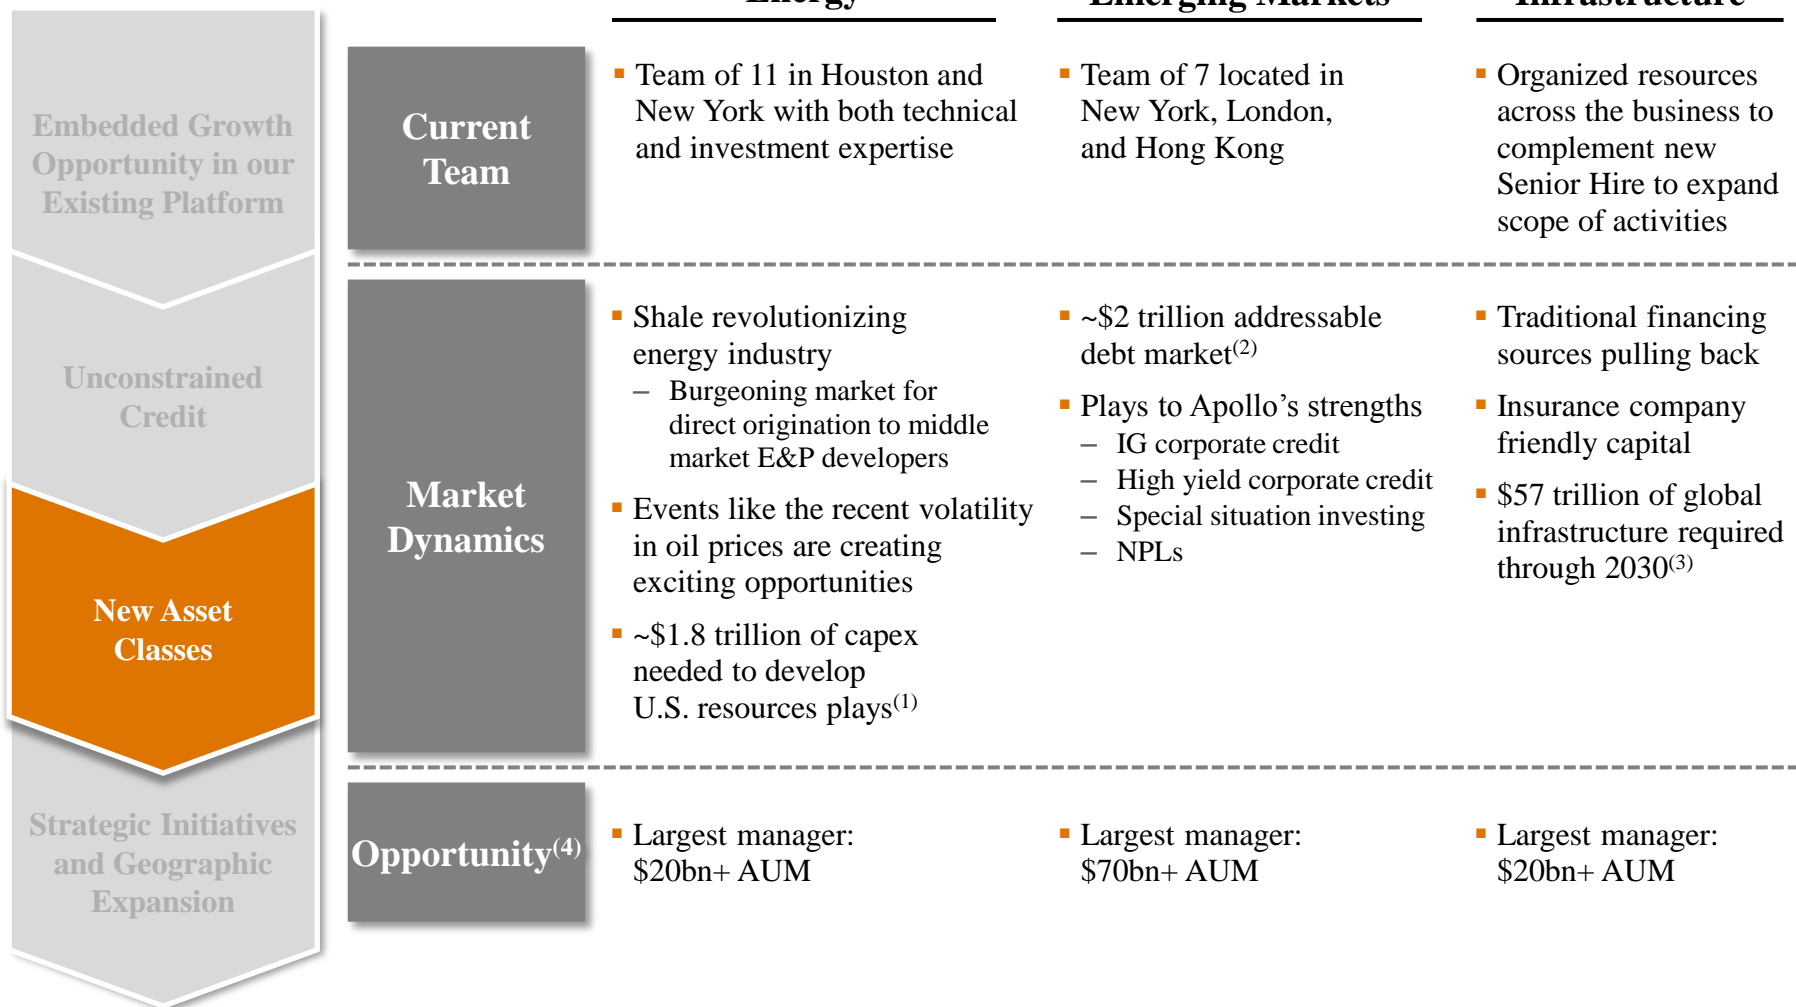 Energy
Emerging Markets
Infrastructure
Embedded Growth
Opportunity in our
Existing Platform
Unconstrained
Credit
New Asset
Classes
Strategic Initiatives
and Geographic
Expansion
Current
Team
▪ Team of 11 in Houston and
New York with both technical
and investment expertise
▪ Team of 7 located in
New York, London,
and Hong Kong
▪ Organized resources
across the business to
complement new
Senior Hire to expand
scope of activities
Market
Dynamics
▪ Shale revolutionizing
energy industry
– Burgeoning market for
direct origination to middle
market E&P developers
▪ Events like the recent volatility
in oil prices are creating
exciting opportunities
▪ ~$1.8 trillion of capex
needed to develop
U.S. resources plays(1)
▪ ~$2 trillion addressable
debt market(2)
▪ Plays to Apollo’s strengths
– IG corporate credit
– High yield corporate credit
– Special situation investing
– NPLs
▪ Traditional financing
sources pulling back
▪ Insurance company
friendly capital
▪ $57 trillion of global
infrastructure required
through 2030(3)
Opportunity(4)
▪ Largest manager:
$20bn+ AUM
▪ Largest manager:
$70bn+ AUM
▪ Largest manager:
$20bn+ AUM